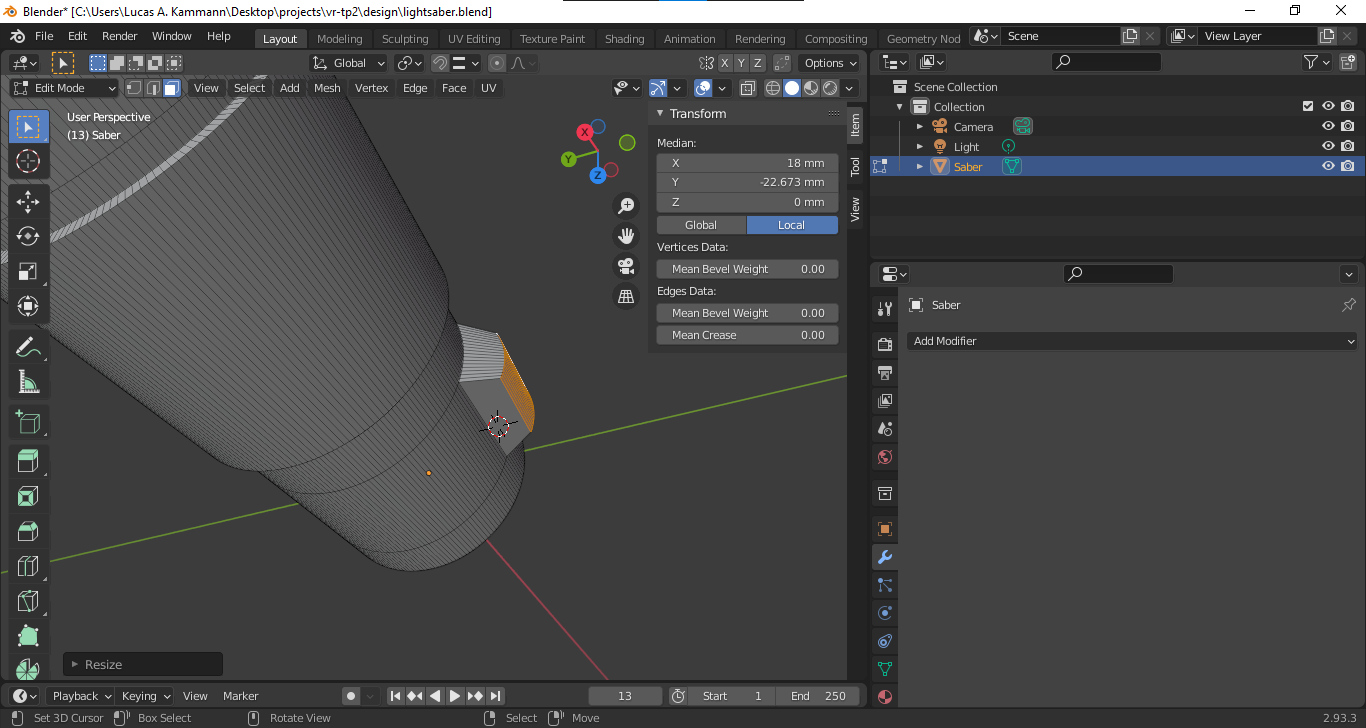 Blender* [C:\Users\Lucas A. Kammann\Desktop\projects\vr-tp2\design\lightsaber.blend]
File Edit Render Window Help Layout Modeling Sculpting UV Editing Texture Paint Shading Animation Rendering Compositing Geometry Nod Scene View Layer
Global X Y Z Options
Edit Mode View Select Add Mesh Vertex Edge Face UV
User Perspective
(13) Saber
X
Y
Z
Transform
Median:
X 18 mm
Y -22.673 mm
Z 0 mm
Global Local
Vertices Data:
Mean Bevel Weight 0.00
Edges Data:
Mean Bevel Weight 0.00
Mean Crease 0.00
Item
Tool
View
Resize
Scene Collection
Collection
Camera
Light
Saber
Saber
Add Modifier
Playback Keying View Marker 13 Start 1 End 250
Set 3D Cursor Box Select Rotate View Select Move 2.93.3